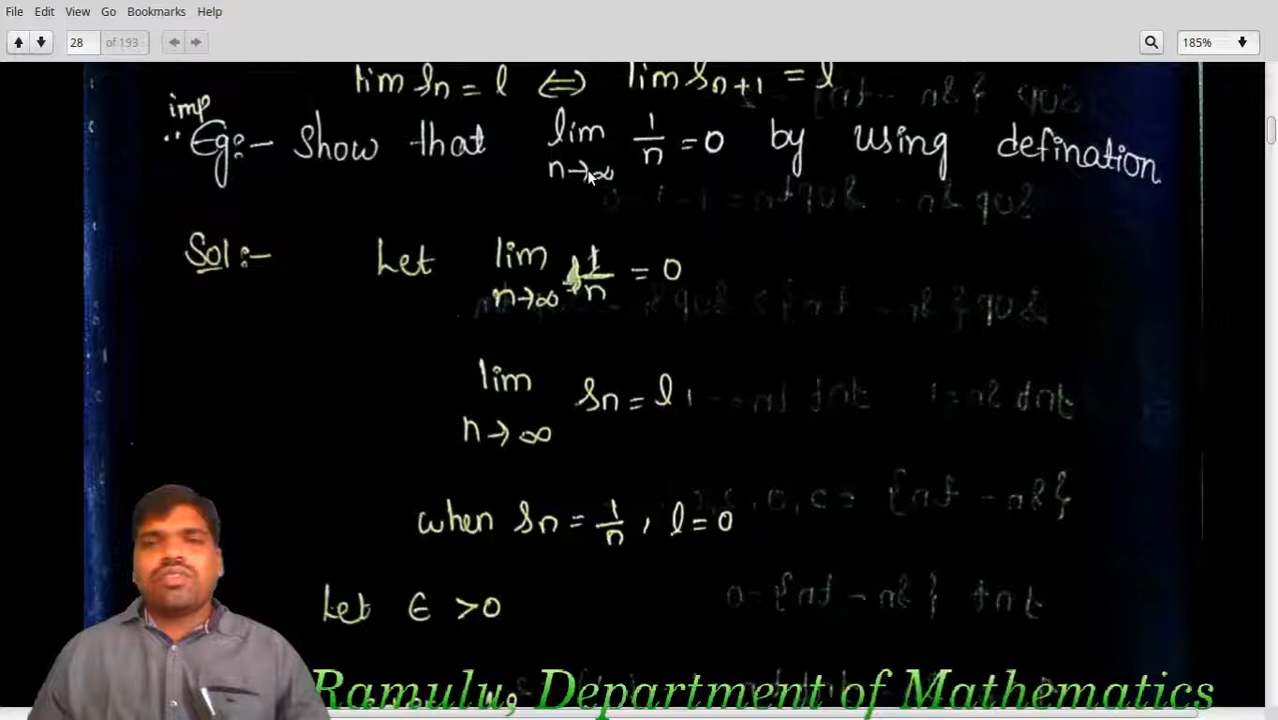 File Edit View Go Bookmarks Help
28 of 193 185%
lim Sn = l ⇔ lim Sn+1 = l
imp
Eg:- Show that lim n→∞ 1/n = 0 by using defination
Sol:- Let lim n→∞ 1/n = 0
lim n→∞ Sn = l
when Sn = 1/n, l = 0
Let ∈ > 0
Ramulu, Department of Mathematics